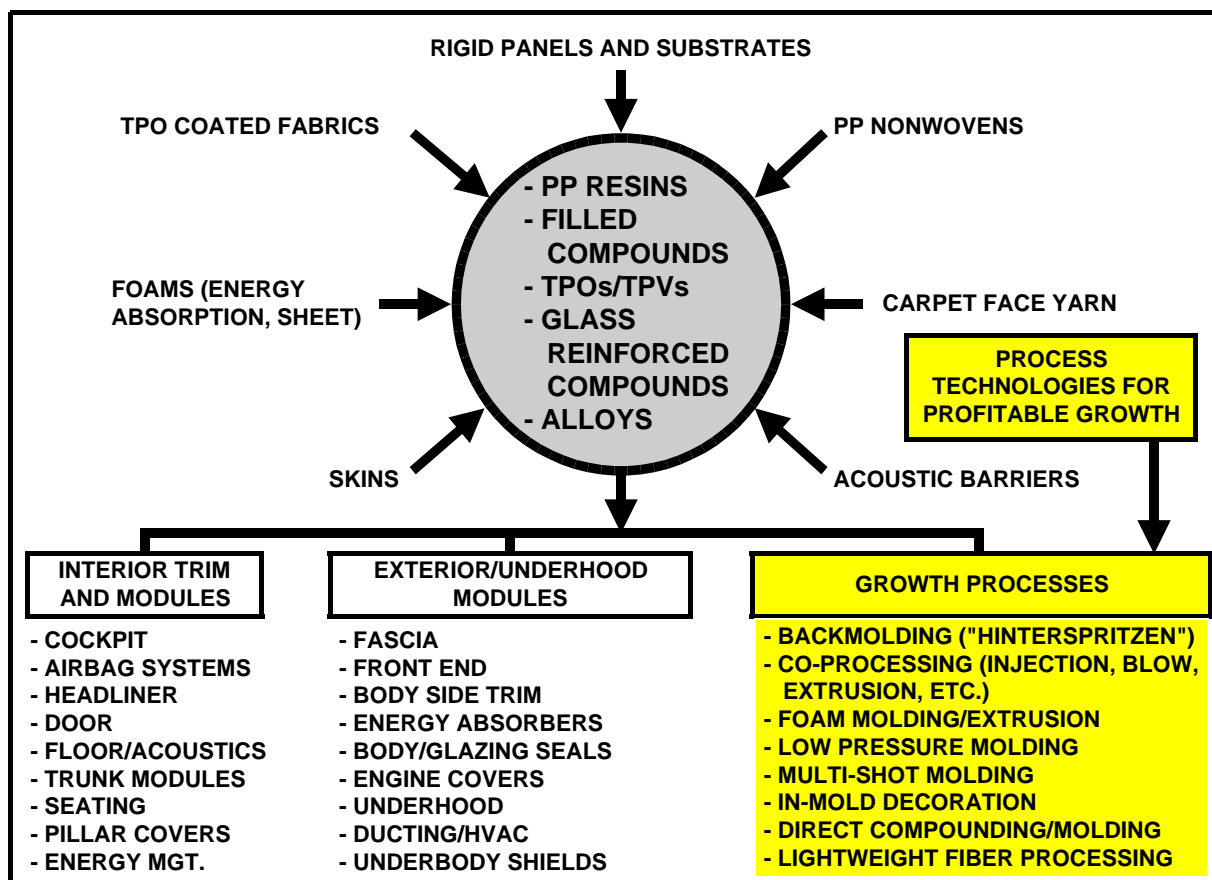 RIGID PANELS AND SUBSTRATES
TPO COATED FABRICS
PP NONWOVENS
- PP RESINS
- FILLED
COMPOUNDS
- TPOs/TPVs
- GLASS
REINFORCED
COMPOUNDS
- ALLOYS
FOAMS (ENERGY
ABSORPTION, SHEET)
CARPET FACE YARN
PROCESS
TECHNOLOGIES FOR
PROFITABLE GROWTH
SKINS
ACOUSTIC BARRIERS
INTERIOR TRIM
AND MODULES
- COCKPIT
- AIRBAG SYSTEMS
- HEADLINER
- DOOR
- FLOOR/ACOUSTICS
- TRUNK MODULES
- SEATING
- PILLAR COVERS
- ENERGY MGT.
EXTERIOR/UNDERHOOD
MODULES
- FASCIA
- FRONT END
- BODY SIDE TRIM
- ENERGY ABSORBERS
- BODY/GLAZING SEALS
- ENGINE COVERS
- UNDERHOOD
- DUCTING/HVAC
- UNDERBODY SHIELDS
GROWTH PROCESSES
- BACKMOLDING ("HINTERSPRITZEN")
- CO-PROCESSING (INJECTION, BLOW,
EXTRUSION, ETC.)
- FOAM MOLDING/EXTRUSION
- LOW PRESSURE MOLDING
- MULTI-SHOT MOLDING
- IN-MOLD DECORATION
- DIRECT COMPOUNDING/MOLDING
- LIGHTWEIGHT FIBER PROCESSING